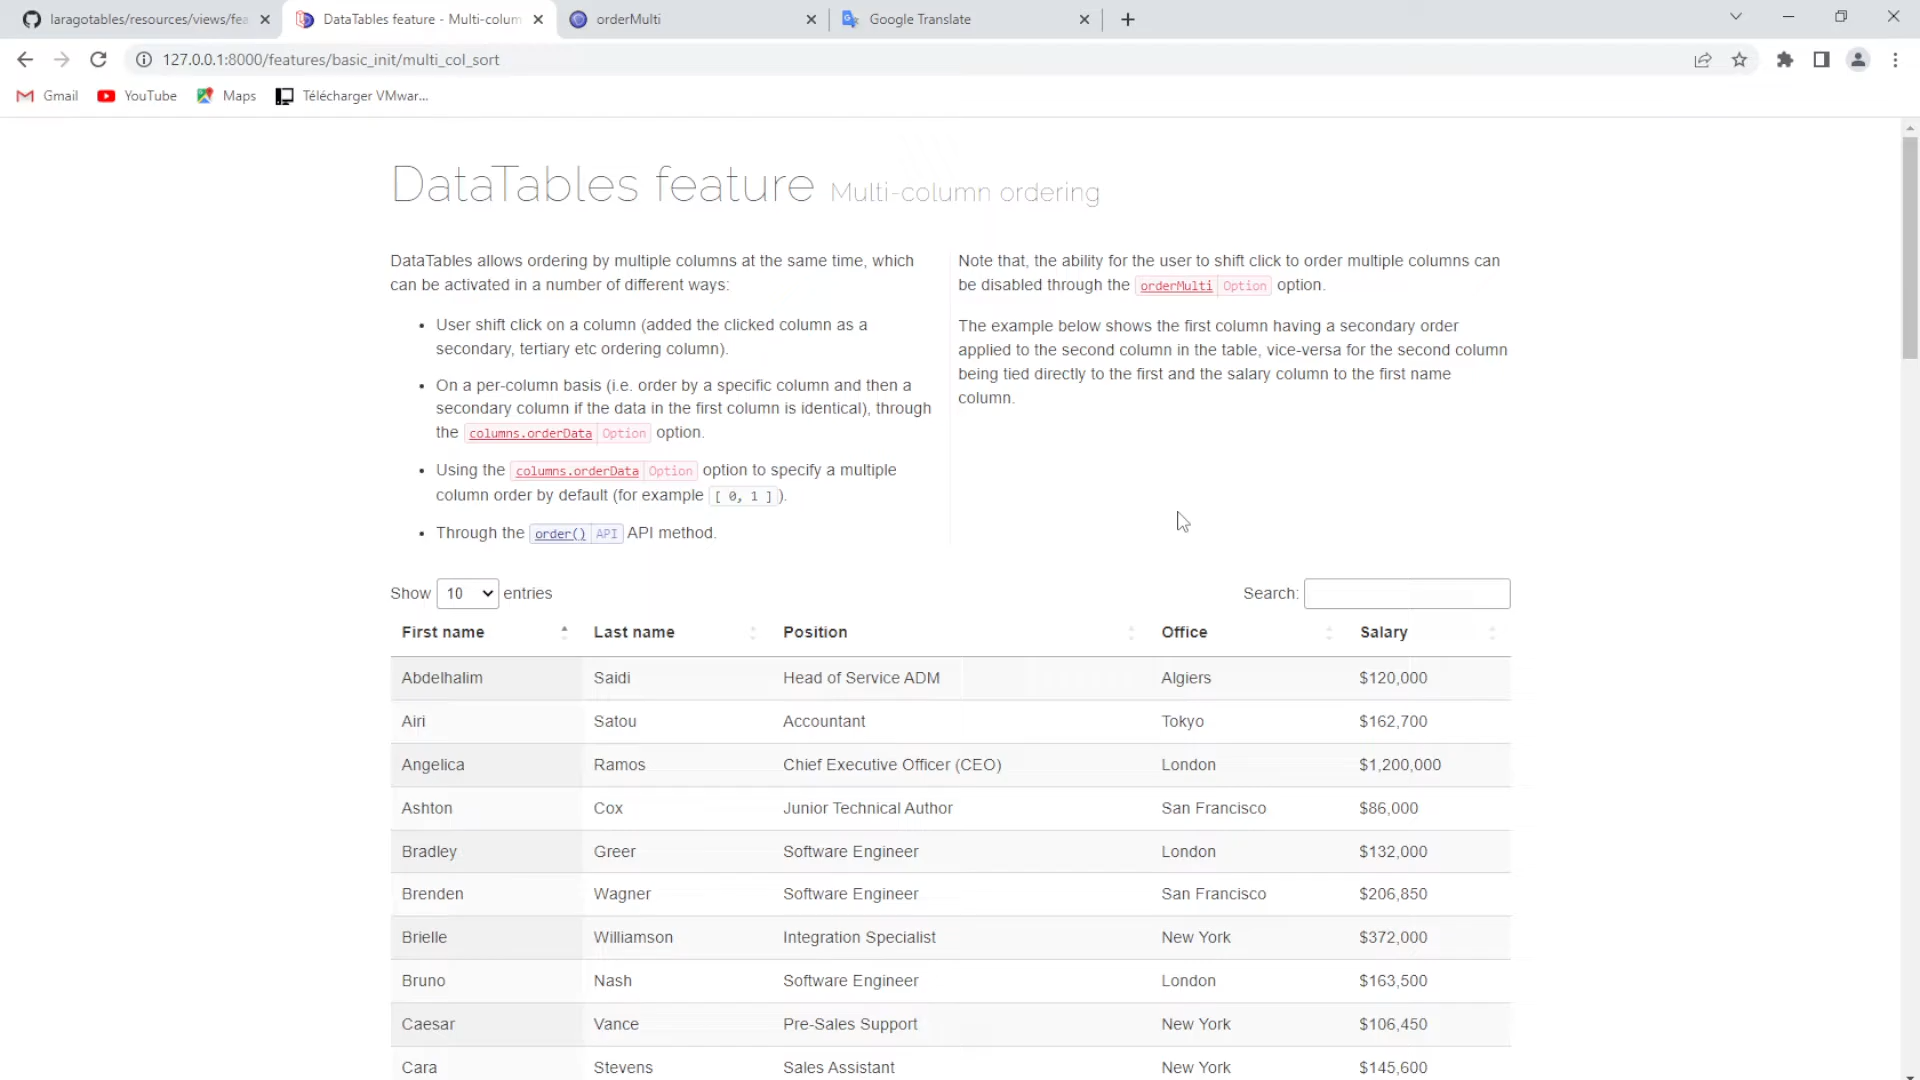 laragotables/resources/views/fea
DataTables feature - Multi-colum
orderMulti
Google Translate
127.0.0.1:8000/features/basic_init/multi_col_sort
Gmail
YouTube
Maps
Télécharger VMwar...
DataTables feature Multi-column ordering
DataTables allows ordering by multiple columns at the same time, which
can be activated in a number of different ways:
• User shift click on a column (added the clicked column as a
secondary, tertiary etc ordering column).
• On a per-column basis (i.e. order by a specific column and then a
secondary column if the data in the first column is identical), through
the columns.orderData Option option.
• Using the columns.orderData Option option to specify a multiple
column order by default (for example [ 0, 1 ] ).
• Through the order() API API method.
Note that, the ability for the user to shift click to order multiple columns can
be disabled through the orderMulti Option option.
The example below shows the first column having a secondary order
applied to the second column in the table, vice-versa for the second column
being tied directly to the first and the salary column to the first name
column.
Show 10 entries
Search:
First name Last name Position Office Salary
Abdelhalim Saidi Head of Service ADM Algiers $120,000
Airi Satou Accountant Tokyo $162,700
Angelica Ramos Chief Executive Officer (CEO) London $1,200,000
Ashton Cox Junior Technical Author San Francisco $86,000
Bradley Greer Software Engineer London $132,000
Brenden Wagner Software Engineer San Francisco $206,850
Brielle Williamson Integration Specialist New York $372,000
Bruno Nash Software Engineer London $163,500
Caesar Vance Pre-Sales Support New York $106,450
Cara Stevens Sales Assistant New York $145,600